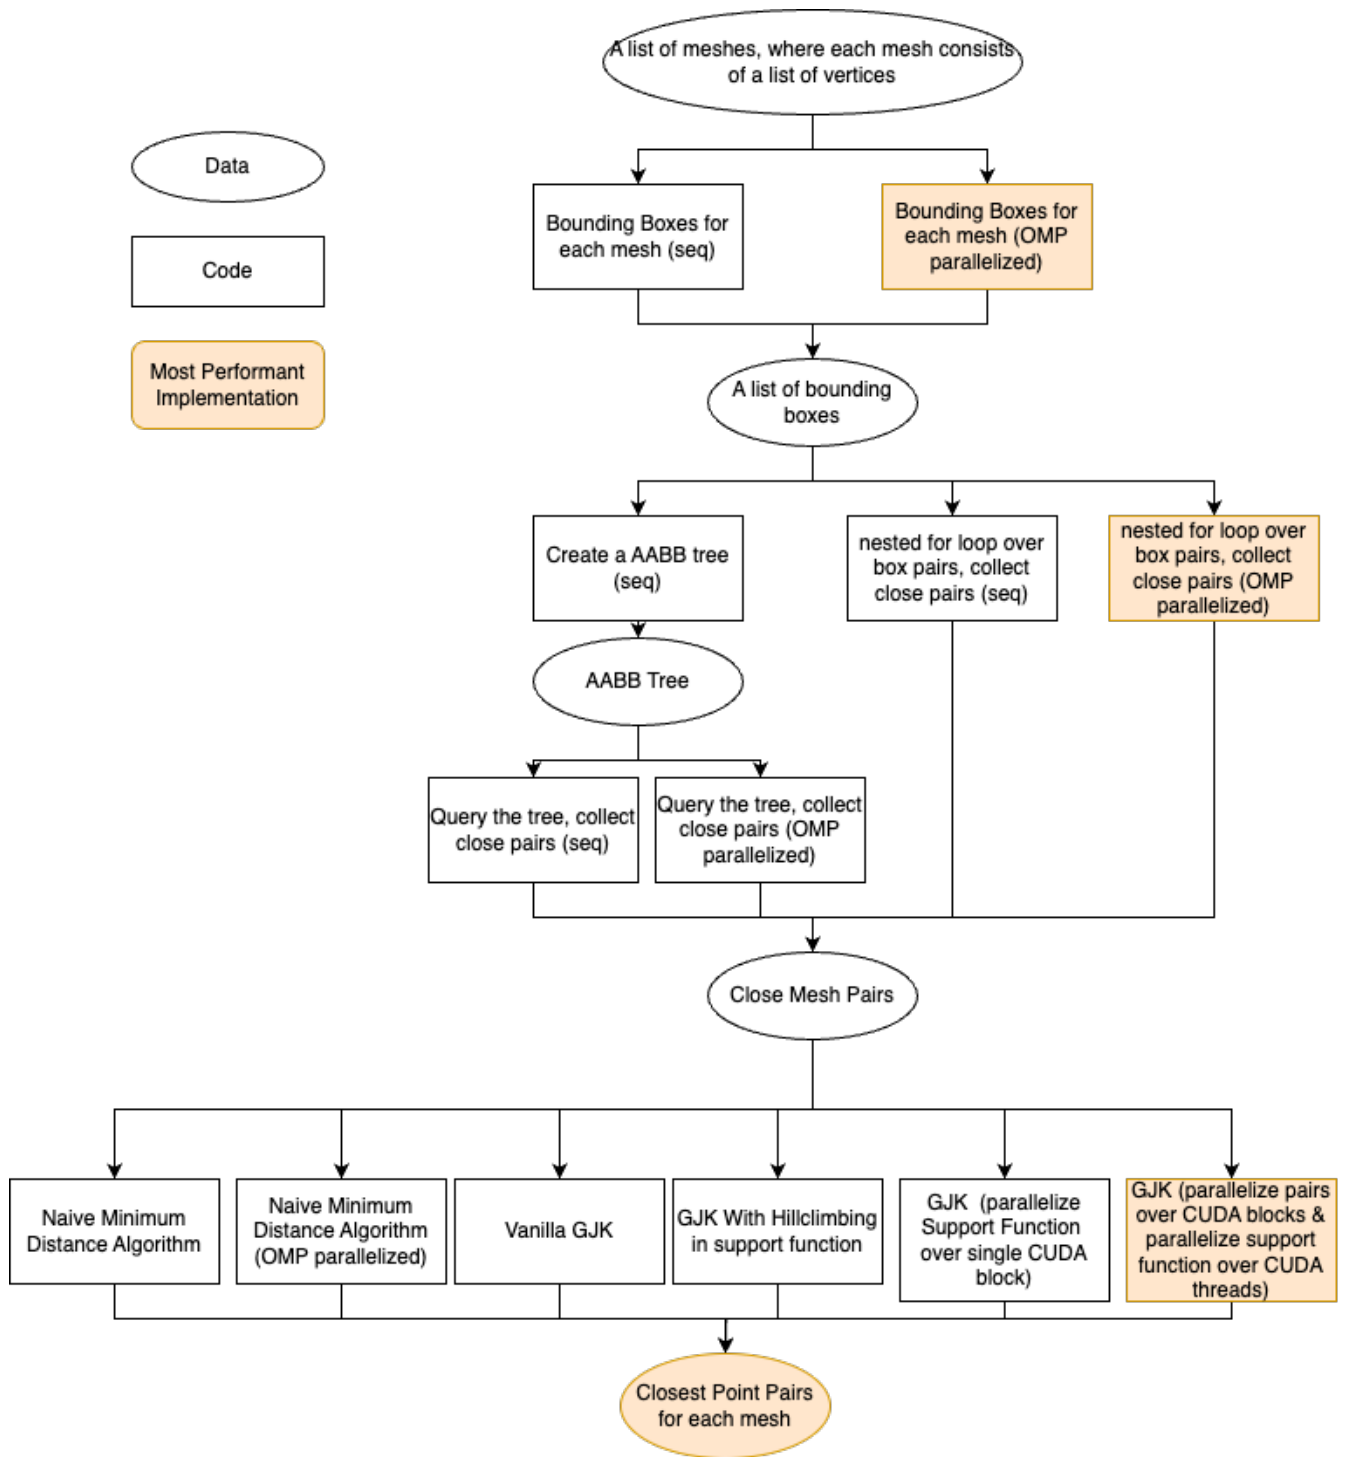 A list of meshes, where each mesh consists
of a list of vertices
Data
Code
Most Performant
Implementation
Bounding Boxes for
each mesh (seq)
Bounding Boxes for
each mesh (OMP
parallelized)
A list of bounding
boxes
Create a AABB tree
(seq)
nested for loop over
box pairs, collect
close pairs (seq)
nested for loop over
box pairs, collect
close pairs (OMP
parallelized)
AABB Tree
Query the tree, collect
close pairs (seq)
Query the tree, collect
close pairs (OMP
parallelized)
Close Mesh Pairs
Naive Minimum
Distance Algorithm
Naive Minimum
Distance Algorithm
(OMP parallelized)
Vanilla GJK
GJK With Hillclimbing
in support function
GJK (parallelize
Support Function
over single CUDA
block)
GJK (parallelize pairs
over CUDA blocks &
parallelize support
function over CUDA
threads)
Closest Point Pairs
for each mesh